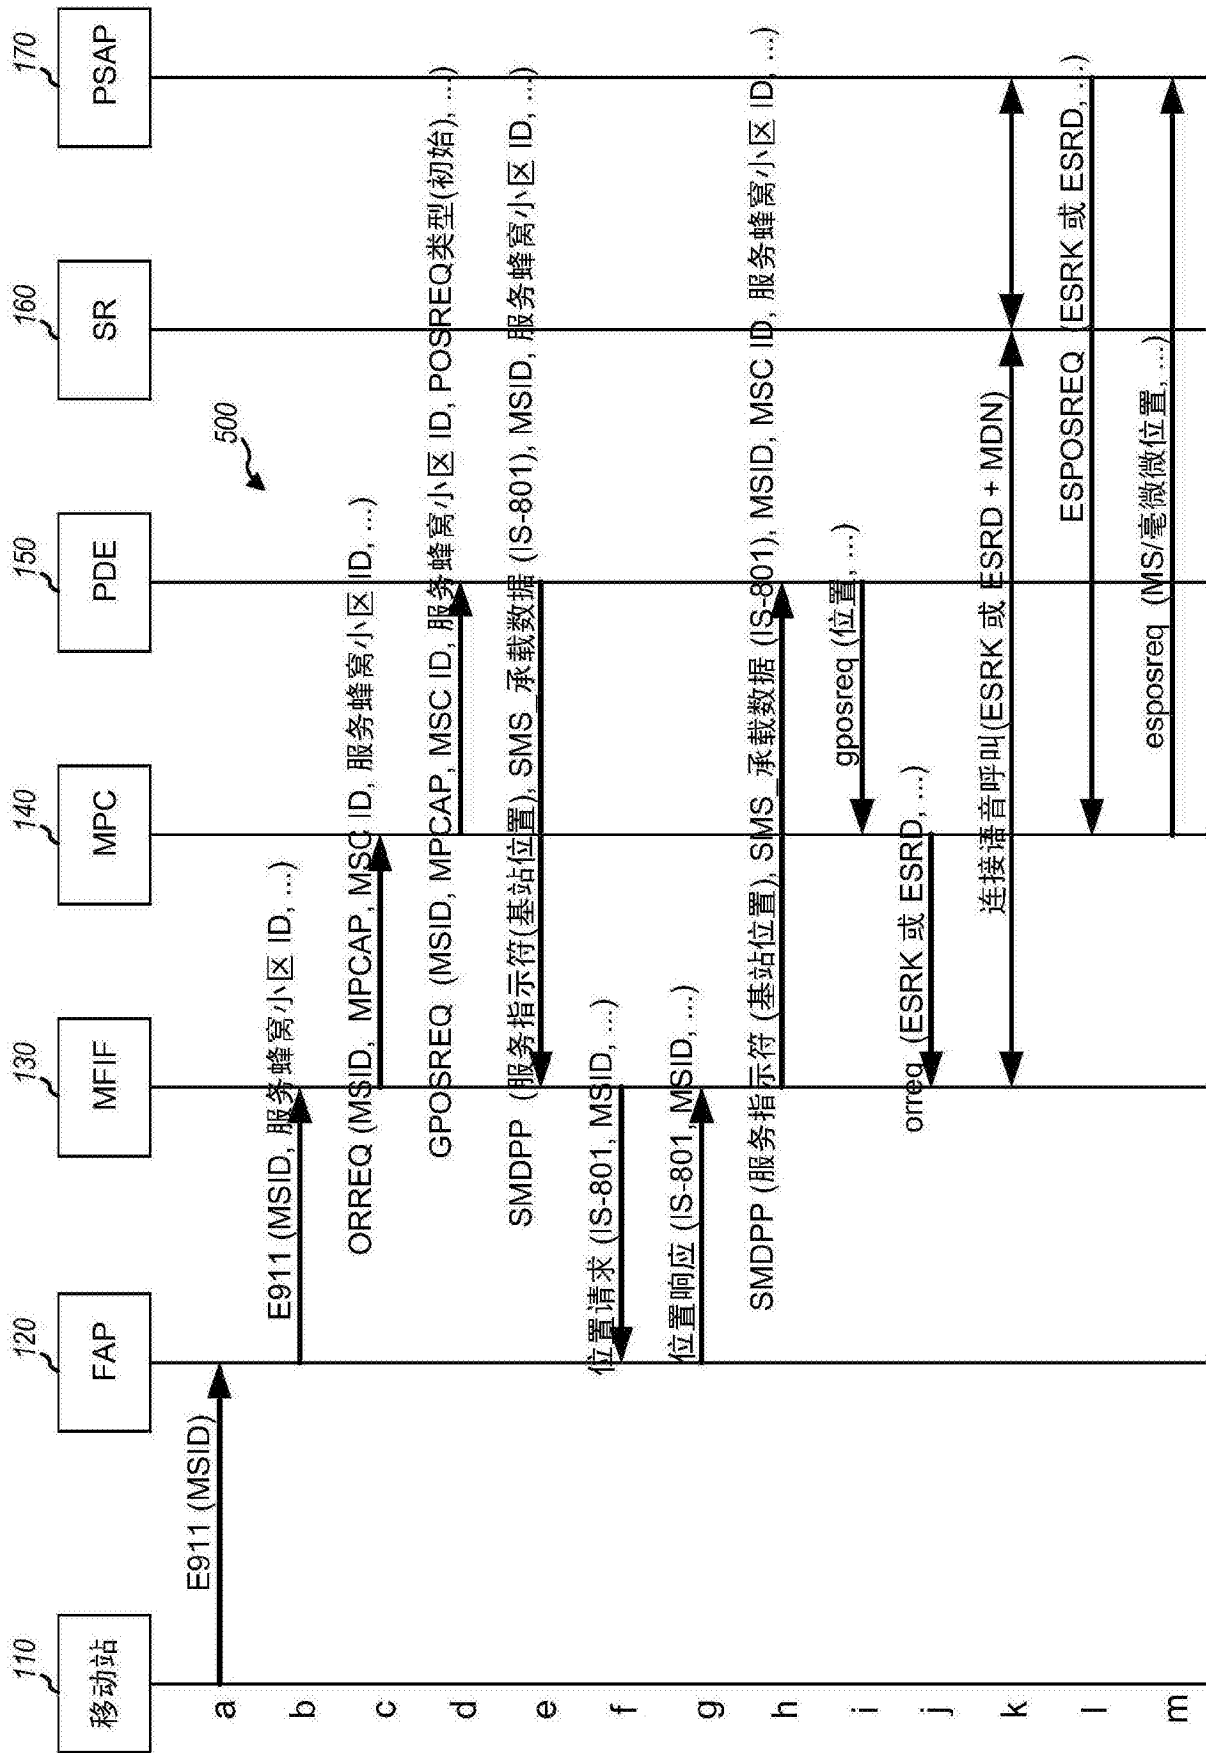 110
移动站
120
FAP
130
MFIF
140
MPC
150
PDE
160
SR
170
PSAP
500
a
E911 (MSID)
b
E911 (MSID, 服务蜂窝小区 ID, ...)
c
ORREQ (MSID, MPCAP, MSC ID, 服务蜂窝小区 ID, ...)
d
GPOSREQ (MSID, MPCAP, MSC ID, 服务蜂窝小区 ID, POSREQ类型(初始), ...)
e
SMDPP (服务指示符(基站位置), SMS_承载数据 (IS-801), MSID, 服务蜂窝小区 ID, ...)
f
位置请求 (IS-801, MSID, ...)
g
位置响应 (IS-801, MSID, ...)
h
SMDPP (服务指示符 (基站位置), SMS_承载数据 (IS-801), MSID, MSC ID, 服务蜂窝小区 ID, ...)
i
gposreq (位置, ...)
j
orreq (ESRK 或 ESRD, ...)
k
连接语音呼叫(ESRK 或 ESRD + MDN)
l
ESPOSREQ (ESRK 或 ESRD, ...)
m
esposreq (MS/毫微微位置, ...)